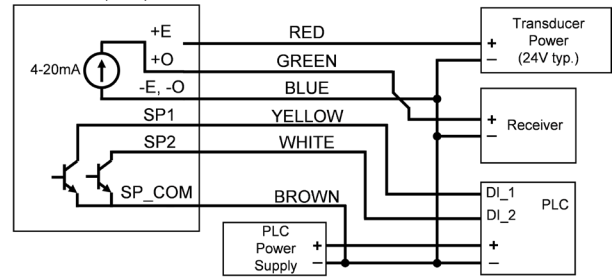 +E RED
Transducer
Power
(24V typ.)
+
−
4-20mA
+O GREEN
-E, -O BLUE
Receiver
+
−
SP1 YELLOW
SP2 WHITE
SP_COM BROWN
DI_1
DI_2
PLC
+
−
PLC
Power
Supply
+
−